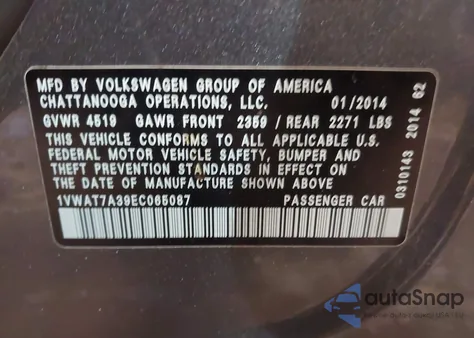 MFD BY VOLKSWAGEN GROUP OF AMERICA
CHATTANOOGA OPERATIONS, LLC. 01/2014
GVWR 4519 GAWR FRONT 2359 / REAR 2271 LBS
THIS VEHICLE CONFORMS TO ALL APPLICABLE U.S.
FEDERAL MOTOR VEHICLE SAFETY, BUMPER AND
THEFT PREVENTION STANDARDS IN EFFECT ON
THE DATE OF MANUFACTURE SHOWN ABOVE
1VWAT7A39EC065087 PASSENGER CAR
0310143 2014 G2
autoSnap